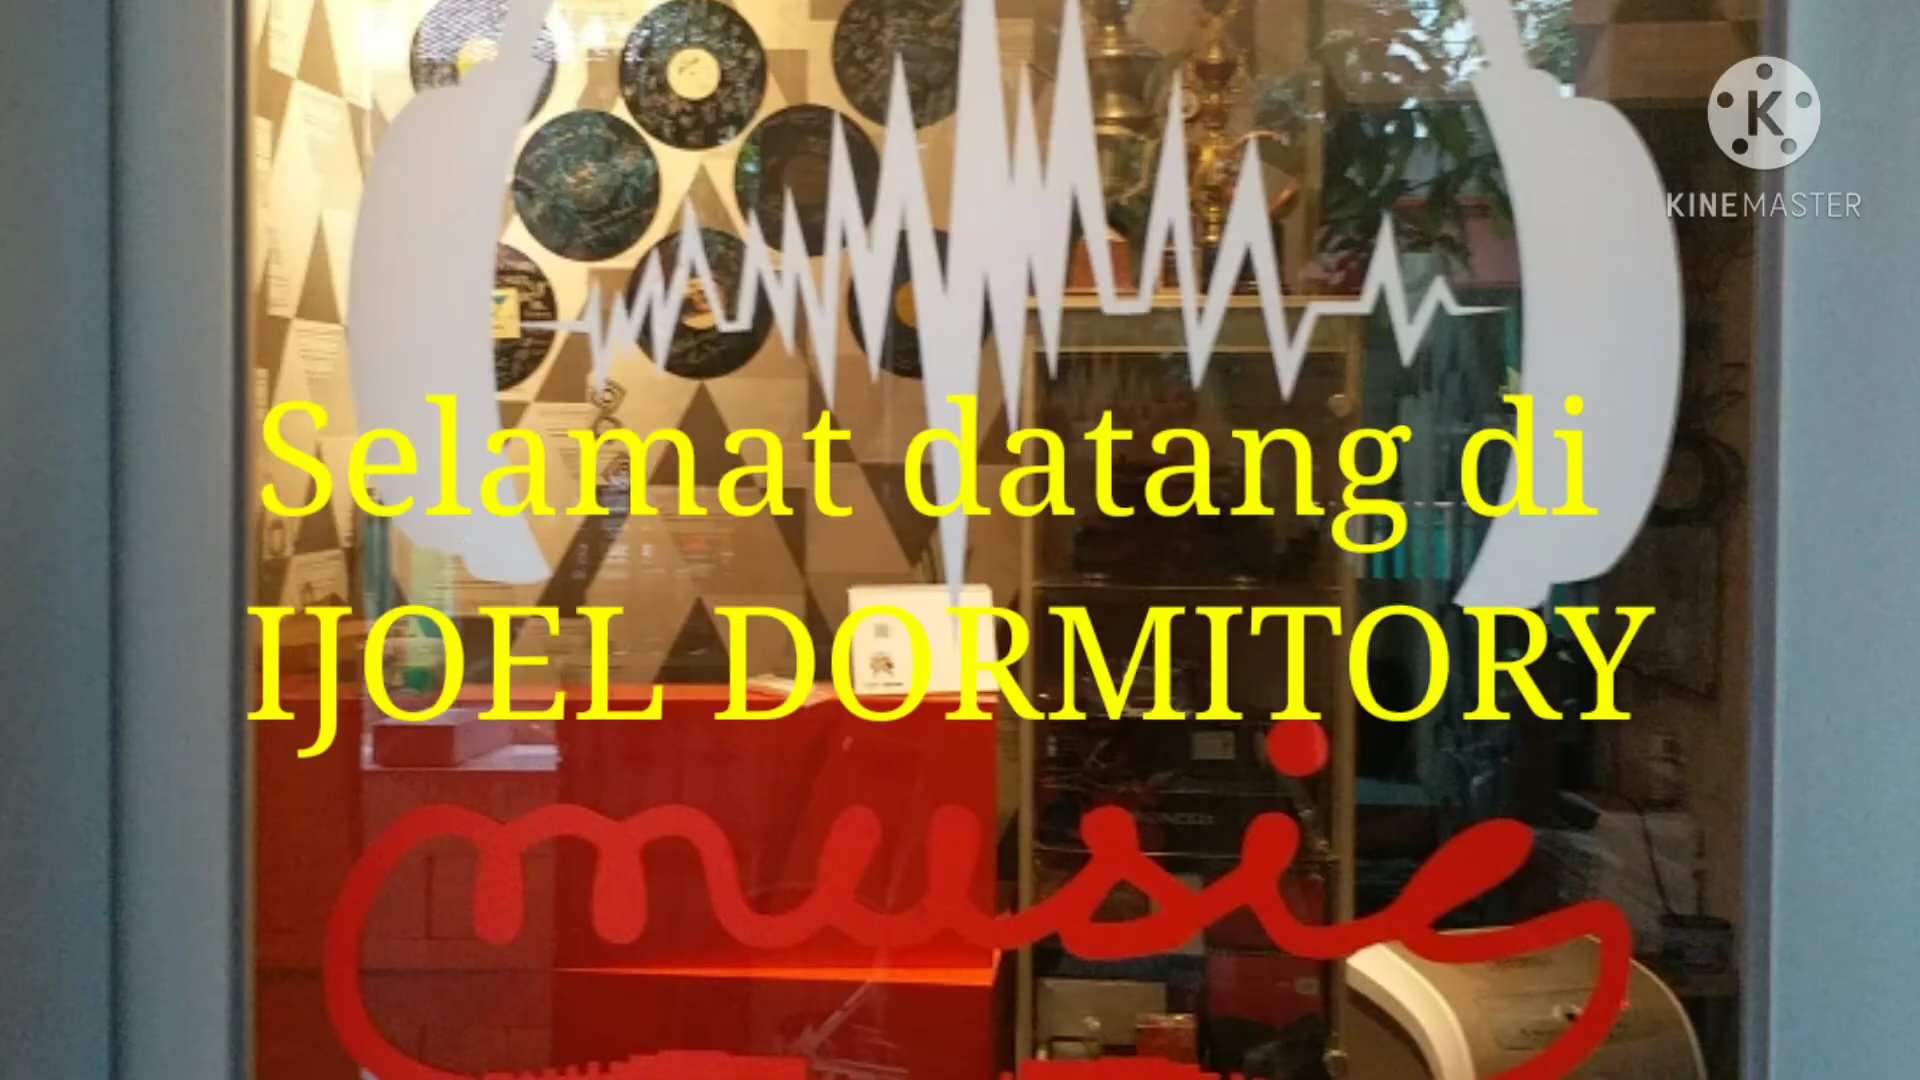 K
KINEMASTER
Selamat datang di
IJOEL DORMITORY
music